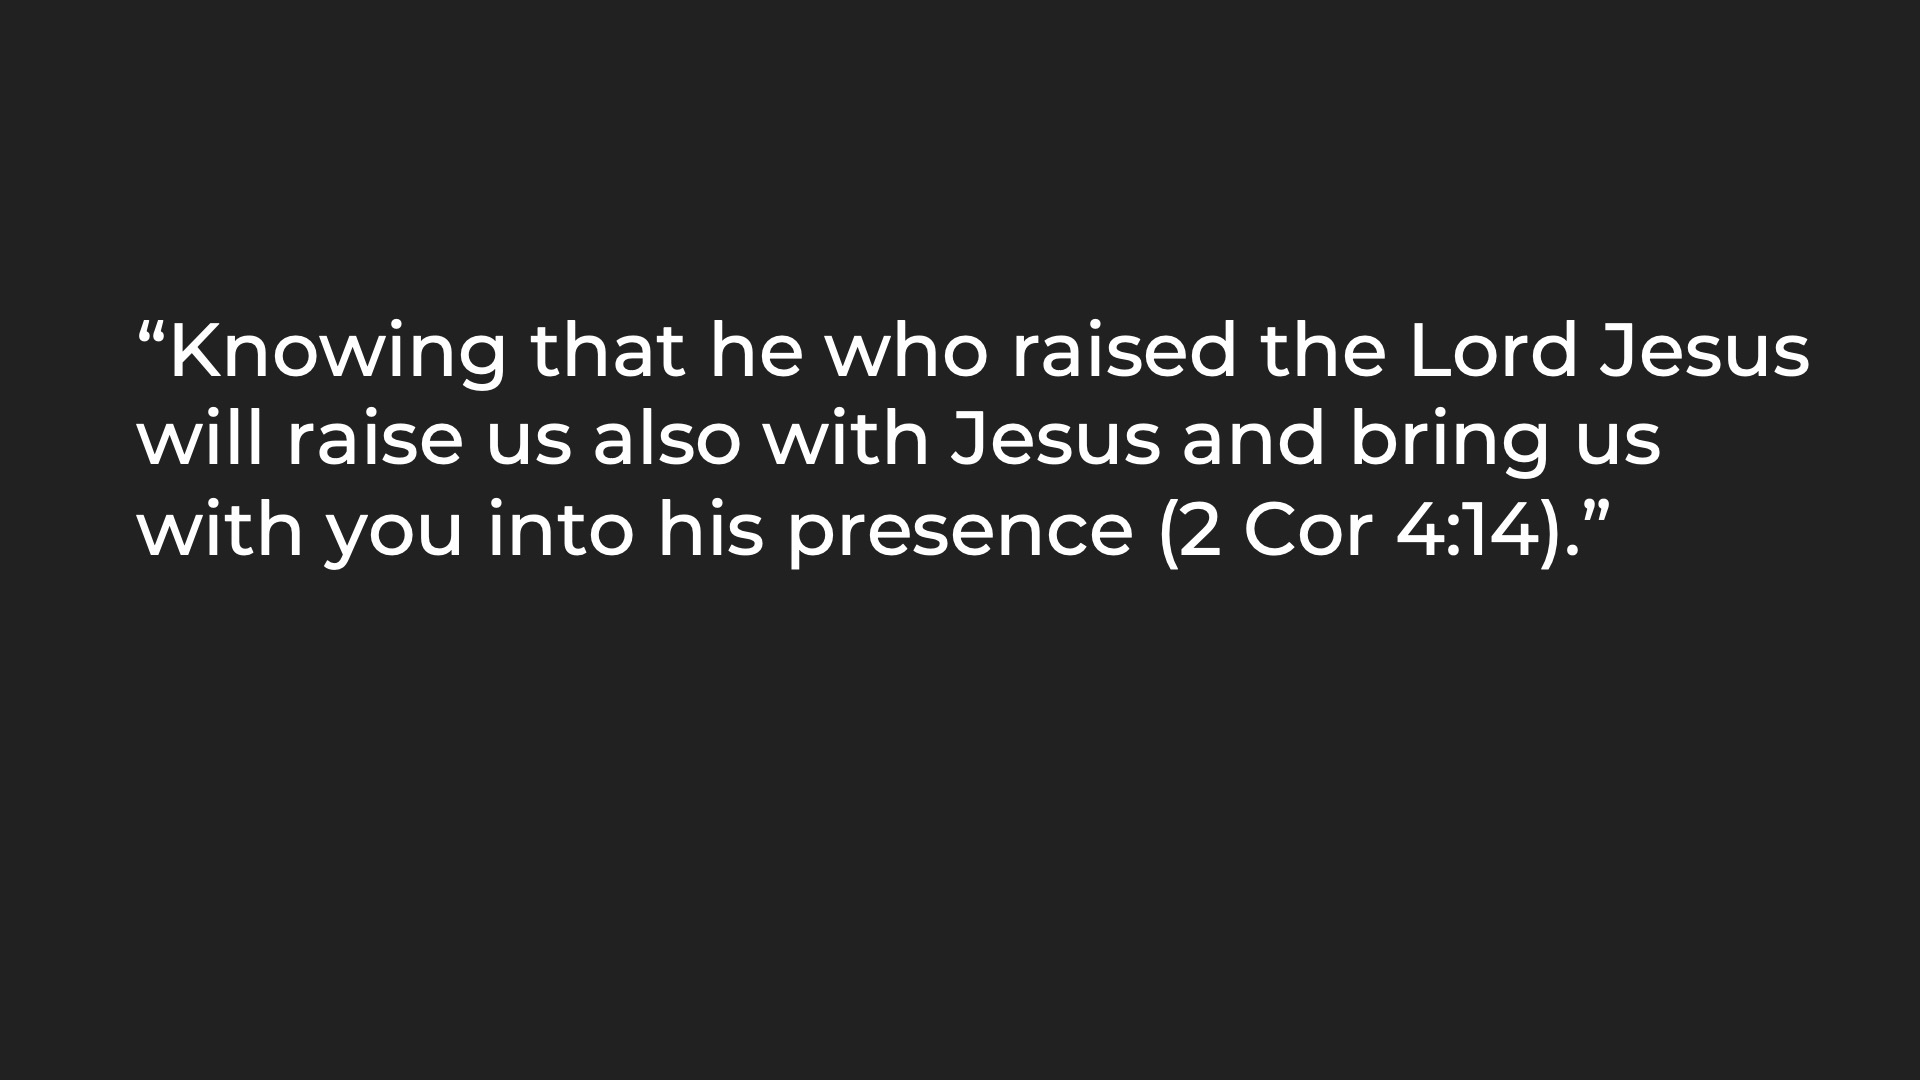 “Knowing that he who raised the Lord Jesus
will raise us also with Jesus and bring us
with you into his presence (2 Cor 4:14).”